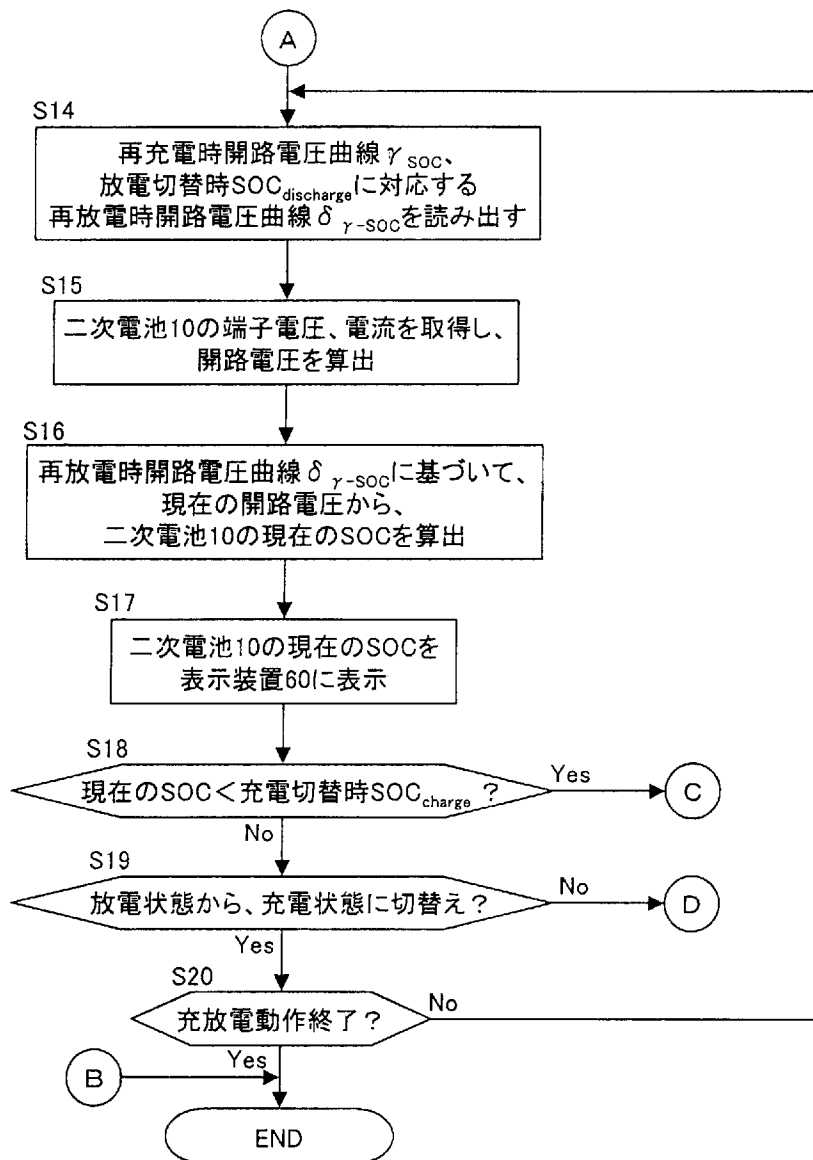 A
S14
再充電時開路電圧曲線γSOC、
放電切替時SOCdischargeに対応する
再放電時開路電圧曲線δγ-SOCを読み出す
S15
二次電池10の端子電圧、電流を取得し、
開路電圧を算出
S16
再放電時開路電圧曲線δγ-SOCに基づいて、
現在の開路電圧から、
二次電池10の現在のSOCを算出
S17
二次電池10の現在のSOCを
表示装置60に表示
S18
現在のSOC<充電切替時SOCcharge?
Yes
C
No
S19
放電状態から、充電状態に切替え?
No
D
Yes
S20
充放電動作終了?
No
Yes
B
END